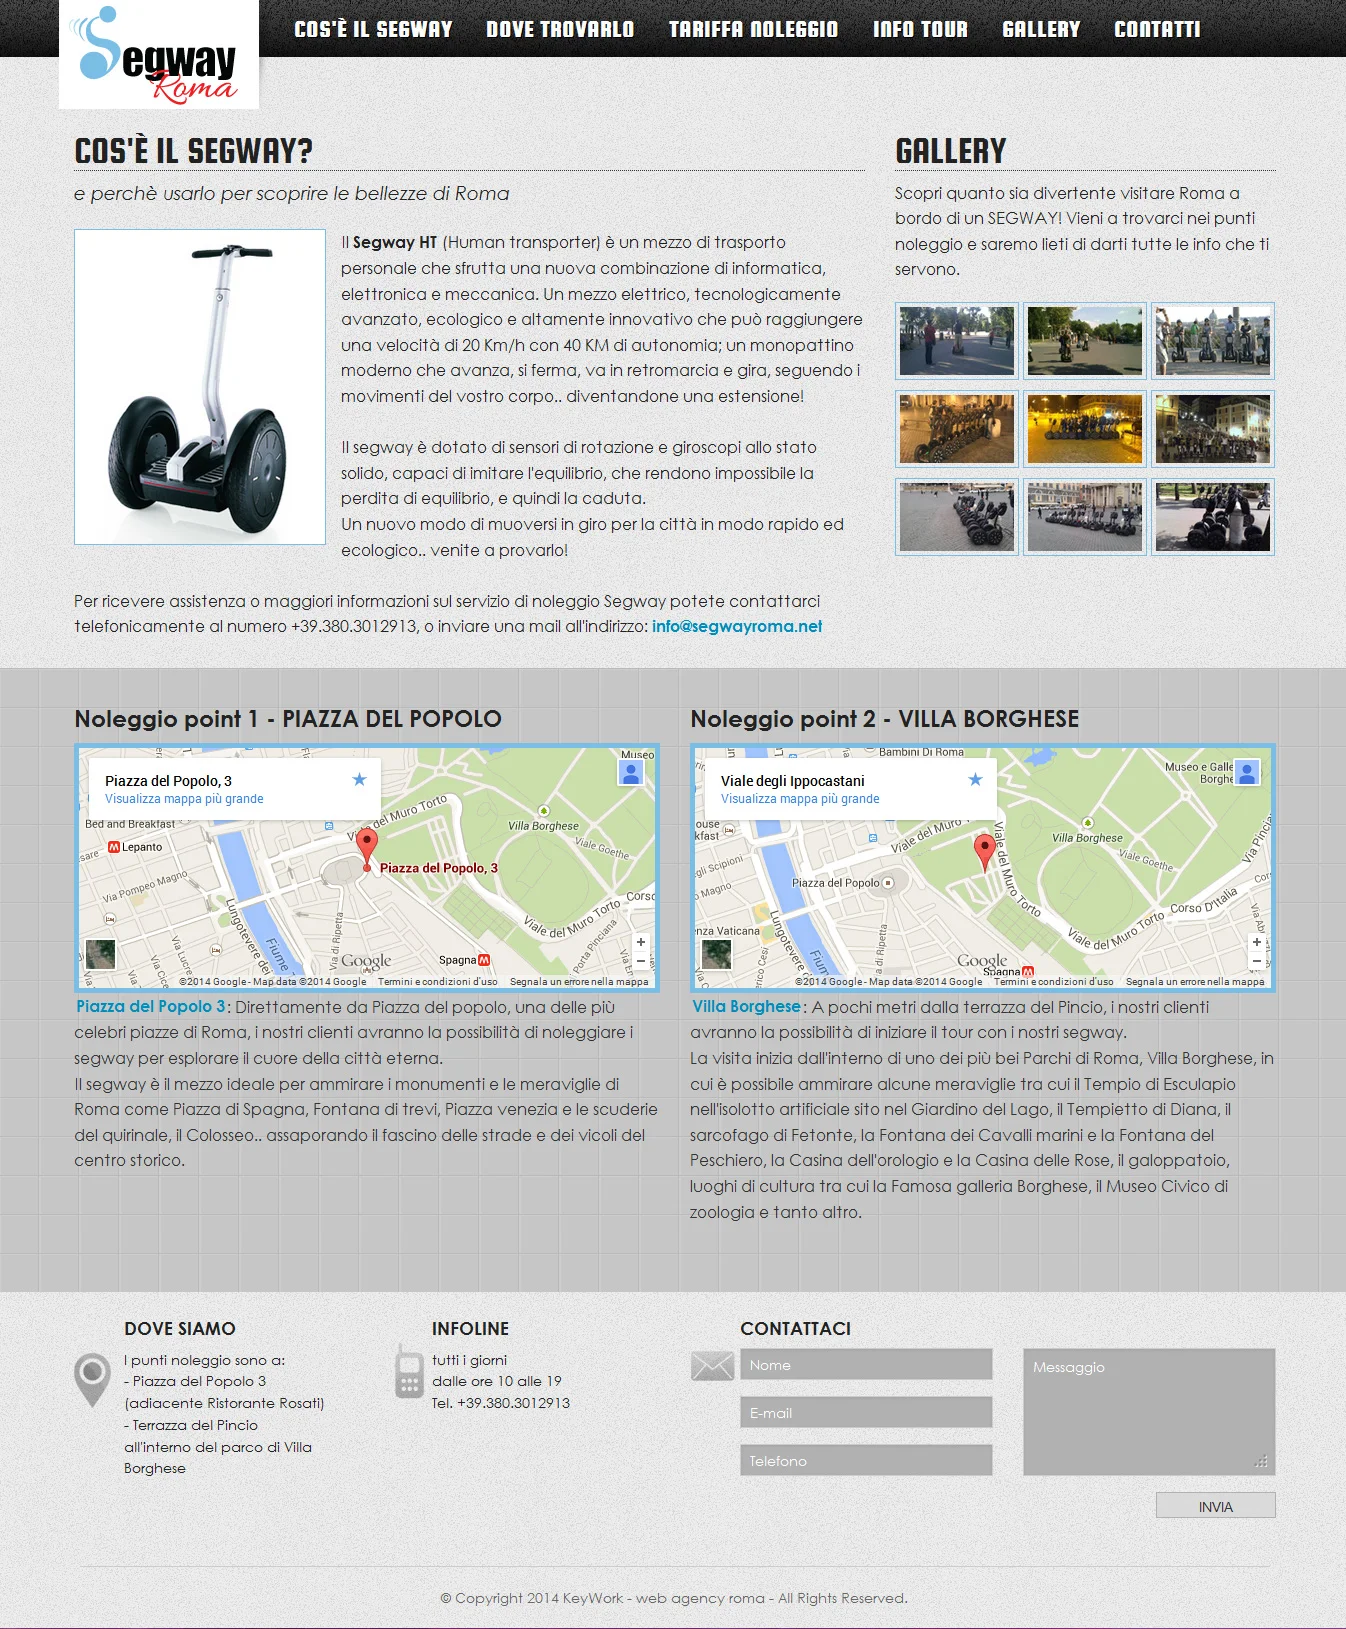 Segway
Roma
COS'È IL SEGWAY
DOVE TROVARLO
TARIFFA NOLEGGIO
INFO TOUR
GALLERY
CONTATTI
COS'È IL SEGWAY?
e perchè usarlo per scoprire le bellezze di Roma
Il Segway HT (Human transporter) è un mezzo di trasporto
personale che sfrutta una nuova combinazione di informatica,
elettronica e meccanica. Un mezzo elettrico, tecnologicamente
avanzato, ecologico e altamente innovativo che può raggiungere
una velocità di 20 Km/h con 40 KM di autonomia; un monopattino
moderno che avanza, si ferma, va in retromarcia e gira, seguendo i
movimenti del vostro corpo.. diventandone una estensione!
Il segway è dotato di sensori di rotazione e giroscopi allo stato
solido, capaci di imitare l'equilibrio, che rendono impossibile la
perdita di equilibrio, e quindi la caduta.
Un nuovo modo di muoversi in giro per la città in modo rapido ed
ecologico.. venite a provarlo!
Per ricevere assistenza o maggiori informazioni sul servizio di noleggio Segway potete contattarci
telefonicamente al numero +39.380.3012913, o inviare una mail all'indirizzo: info@segwayroma.net
GALLERY
Scopri quanto sia divertente visitare Roma a
bordo di un SEGWAY! Vieni a trovarci nei punti
noleggio e saremo lieti di darti tutte le info che ti
servono.
Noleggio point 1 - PIAZZA DEL POPOLO
Museo
Piazza del Popolo, 3
Visualizza mappa più grande
Bed and Breakfast
Viale del Muro Torto
Villa Borghese
Lepanto
Viale Goethe
Piazza del Popolo, 3
Via Pompeo Magno
Corso
Lungotevere
Fiume
Via di Ripetta
Viale del Muro Torto
Via dei Gracchi
Via Lucre
Via Cicero
Porta Pinciana
Spagna
Google
©2014 Google - Map data ©2014 Google
Termini e condizioni d'uso
Segnala un errore nella mappa
Piazza del Popolo 3: Direttamente da Piazza del popolo, una delle più
celebri piazze di Roma, i nostri clienti avranno la possibilità di noleggiare i
segway per esplorare il cuore della città eterna.
Il segway è il mezzo ideale per ammirare i monumenti e le meraviglie di
Roma come Piazza di Spagna, Fontana di trevi, Piazza venezia e le scuderie
del quirinale, il Colosseo.. assaporando il fascino delle strade e dei vicoli del
centro storico.
Noleggio point 2 - VILLA BORGHESE
Bambini Di Roma
Museo e Galle
Borghe
Viale degli Ippocastani
Visualizza mappa più grande
Viale del Muro Torto
Villa Borghese
Viale Goethe
Via Pincia
Piazza del Popolo
Viale del Muro Torto
Corso D'Italia
nza Vaticana
Lungotevere
Fiume
Via di Ripetta
Viale del Muro Torto
Spagna
Google
©2014 Google - Map data ©2014 Google
Termini e condizioni d'uso
Segnala un errore nella mappa
Villa Borghese: A pochi metri dalla terrazza del Pincio, i nostri clienti
avranno la possibilità di iniziare il tour con i nostri segway.
La visita inizia dall'interno di uno dei più bei Parchi di Roma, Villa Borghese, in
cui è possibile ammirare alcune meraviglie tra cui il Tempio di Esculapio
nell'isolotto artificiale sito nel Giardino del Lago, il Tempietto di Diana, il
sarcofago di Fetonte, la Fontana dei Cavalli marini e la Fontana del
Peschiero, la Casina dell'orologio e la Casina delle Rose, il galoppatoio,
luoghi di cultura tra cui la Famosa galleria Borghese, il Museo Civico di
zoologia e tanto altro.
DOVE SIAMO
I punti noleggio sono a:
- Piazza del Popolo 3
(adiacente Ristorante Rosati)
- Terrazza del Pincio
all'interno del parco di Villa
Borghese
INFOLINE
tutti i giorni
dalle ore 10 alle 19
Tel. +39.380.3012913
CONTATTACI
Nome
E-mail
Telefono
Messaggio
INVIA
© Copyright 2014 KeyWork - web agency roma - All Rights Reserved.